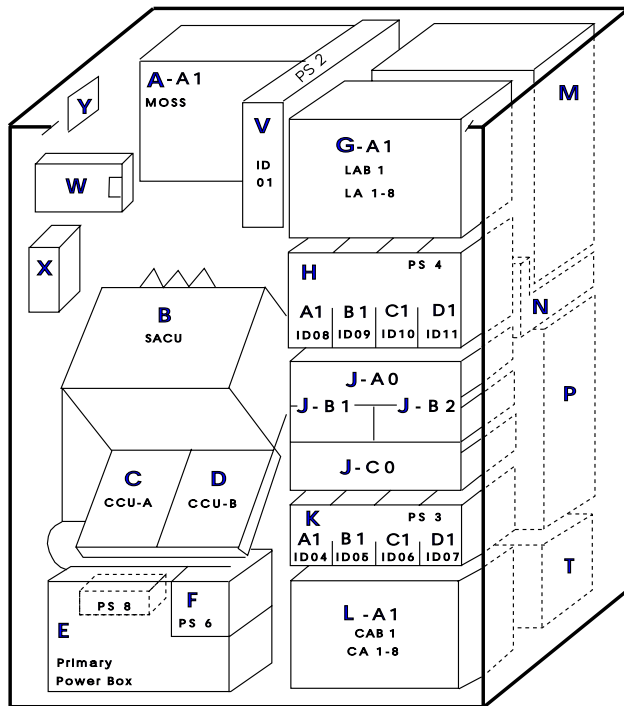 PS 2
A-A1
MOSS
Y
M
V
ID
01
G-A1
LAB 1
LA 1-8
W
X
H
PS 4
A1 B1 C1 D1
ID08 ID09 ID10 ID11
N
B
SACU
J-A0
J-B1
J-B2
P
J-C0
C
CCU-A
D
CCU-B
K
PS 3
A1 B1 C1 D1
ID04 ID05 ID06 ID07
T
PS 8
F
PS 6
E
Primary
Power Box
L-A1
CAB 1
CA 1-8